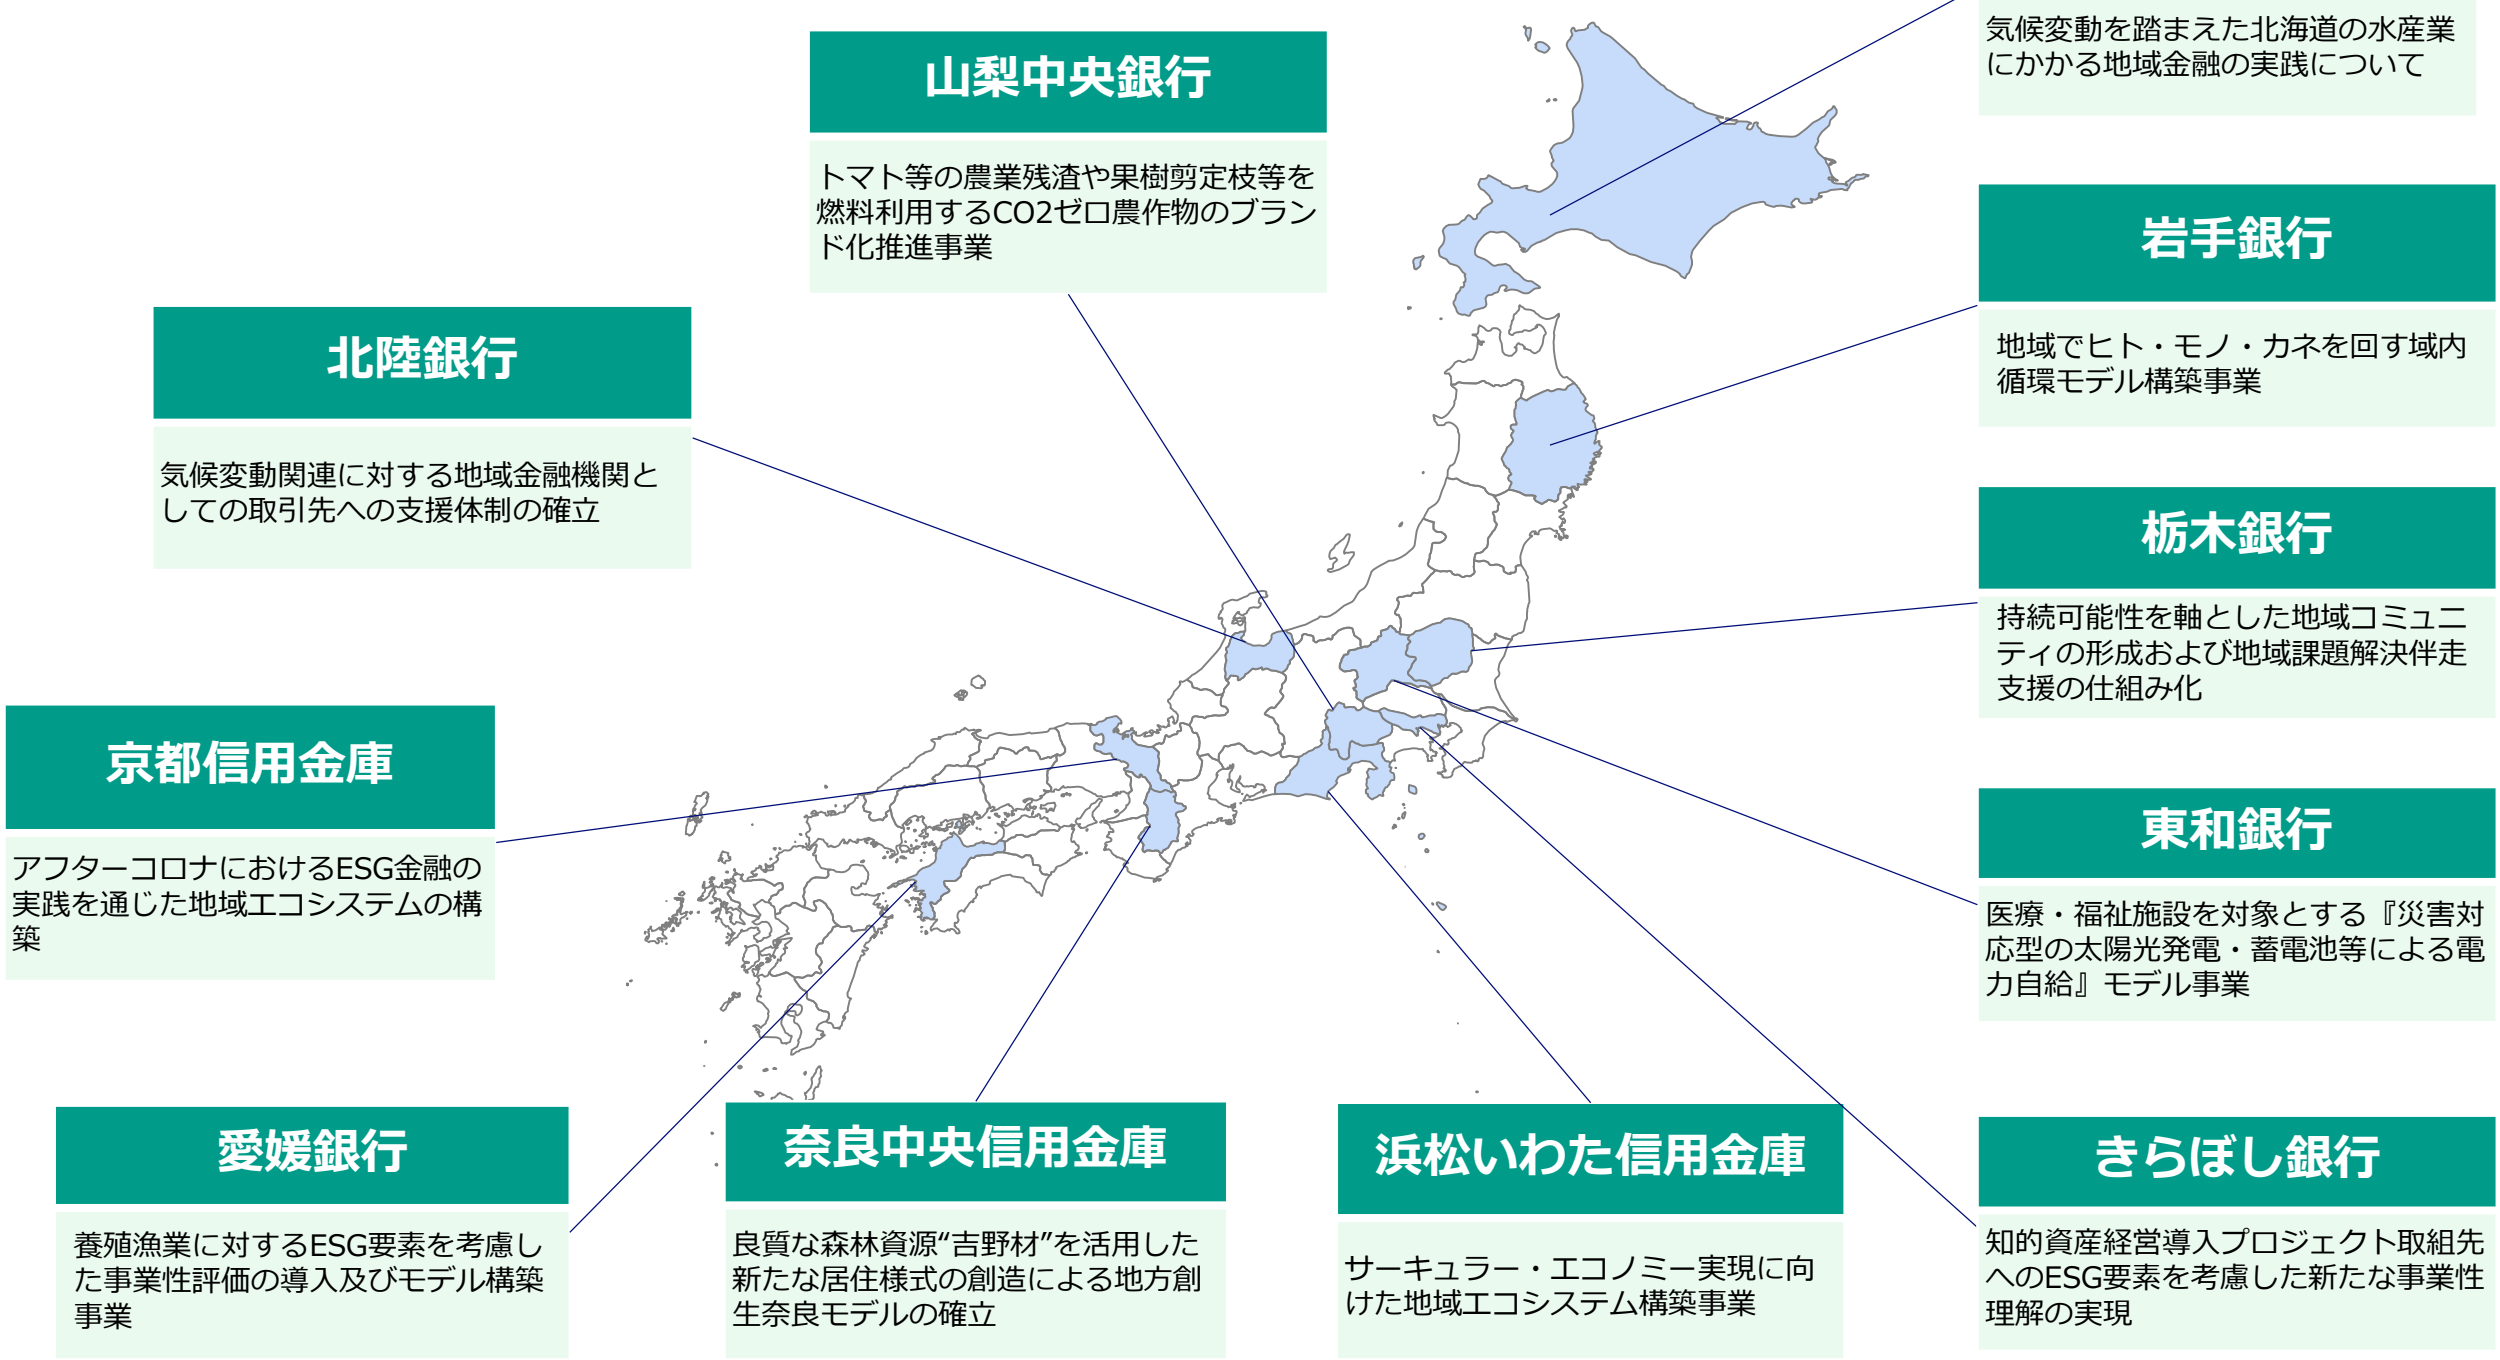 気候変動を踏まえた北海道の水産業
にかかる地域金融の実践について
山梨中央銀行
トマト等の農業残渣や果樹剪定枝等を
燃料利用するCO2ゼロ農作物のブラン
ド化推進事業
岩手銀行
地域でヒト・モノ・カネを回す域内
循環モデル構築事業
北陸銀行
気候変動関連に対する地域金融機関と
しての取引先への支援体制の確立
栃木銀行
持続可能性を軸とした地域コミュニ
ティの形成および地域課題解決伴走
支援の仕組み化
京都信用金庫
アフターコロナにおけるESG金融の
実践を通じた地域エコシステムの構
築
東和銀行
医療・福祉施設を対象とする『災害対
応型の太陽光発電・蓄電池等による電
力自給』モデル事業
愛媛銀行
養殖漁業に対するESG要素を考慮し
た事業性評価の導入及びモデル構築
事業
奈良中央信用金庫
良質な森林資源“吉野材”を活用した
新たな居住様式の創造による地方創
生奈良モデルの確立
浜松いわた信用金庫
サーキュラー・エコノミー実現に向
けた地域エコシステム構築事業
きらぼし銀行
知的資産経営導入プロジェクト取組先
へのESG要素を考慮した新たな事業性
理解の実現